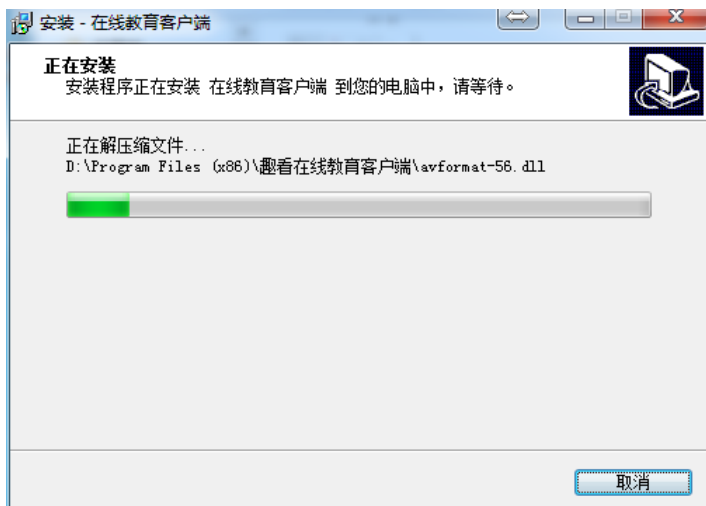 安装 - 在线教育客户端
正在安装
安装程序正在安装 在线教育客户端 到您的电脑中，请等待。
正在解压缩文件...
D:\Program Files (x86)\趣看在线教育客户端\avformat-56.dll
取消